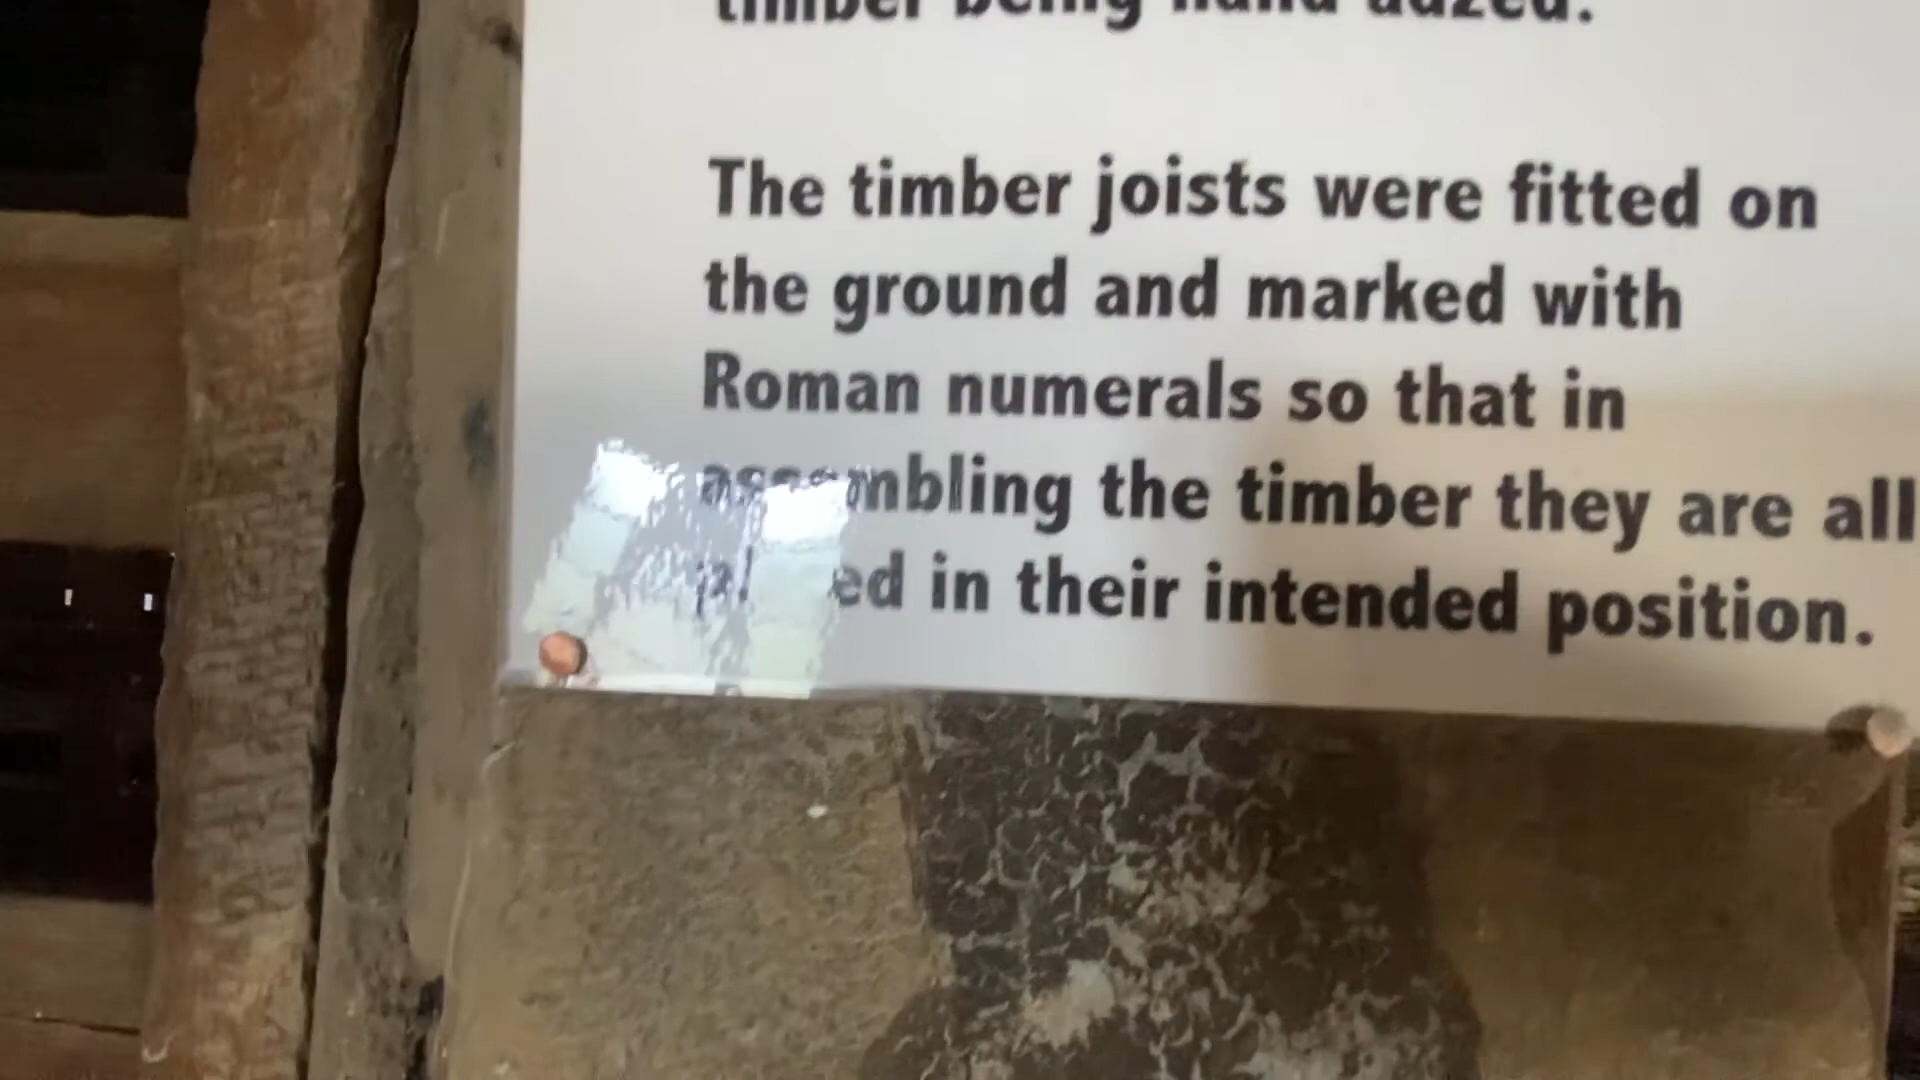 timber being hand adzed.
The timber joists were fitted on
the ground and marked with
Roman numerals so that in
assembling the timber they are all
placed in their intended position.